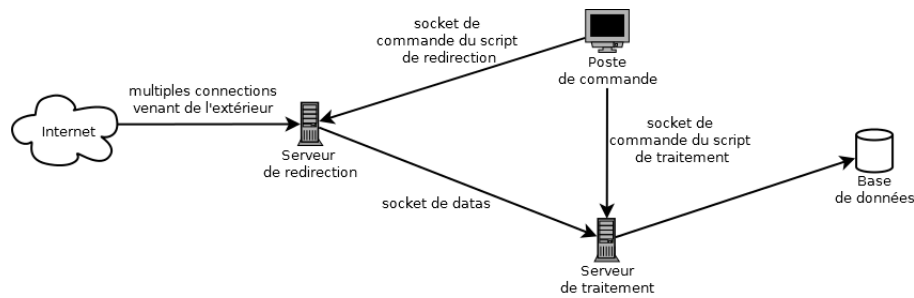 socket de
commande du script
de redirection
Poste
de commande
multiples connections
venant de l'extérieur
Internet
Serveur
de redirection
socket de
commande du script
de traitement
Base
de données
socket de datas
Serveur
de traitement